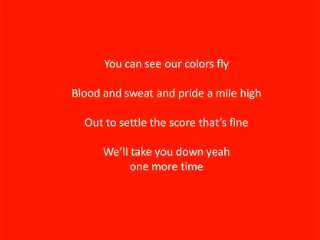 You can see our colors fly
Blood and sweat and pride a mile high
Out to settle the score that's fine
We'll take you down yeah
one more time